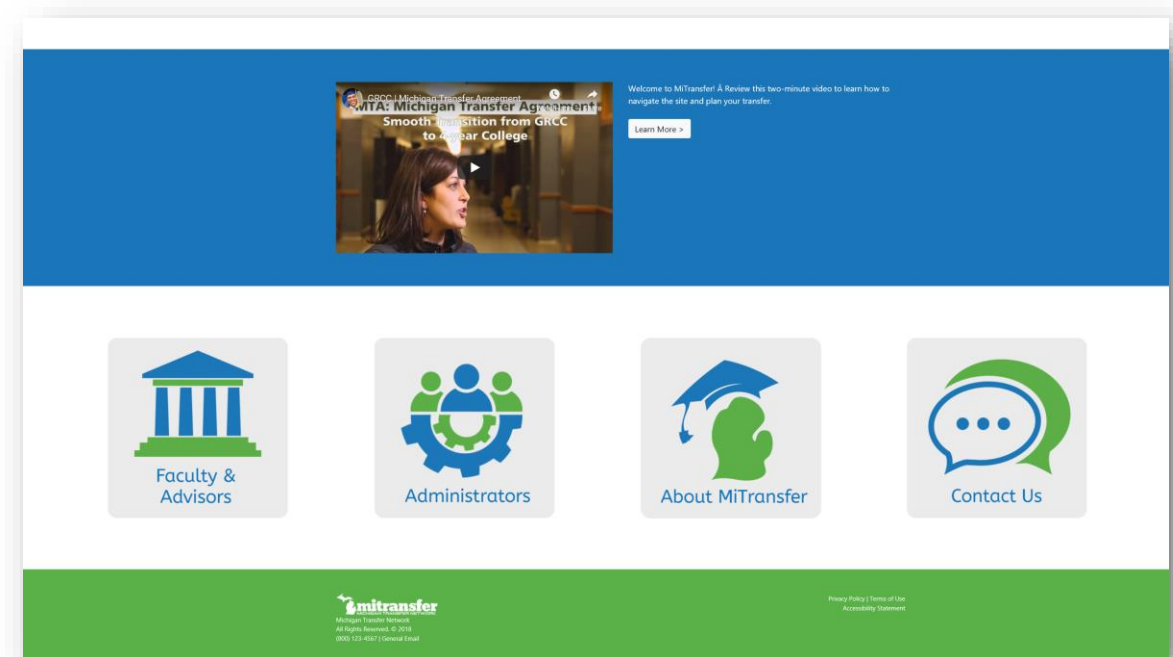 GRCC | Michigan Transfer Agreement
MTA: Michigan Transfer Agreement:
Smooth Transition from GRCC
to 4-year College
Welcome to MiTransfer! Â Review this two-minute video to learn how to
navigate the site and plan your transfer.
Learn More >
Faculty &
Advisors
Administrators
About MiTransfer
Contact Us
mitransfer
MICHIGAN TRANSFER NETWORK
Michigan Transfer Network
All Rights Reserved. © 2018
(800) 123-4567 | General Email
Privacy Policy | Terms of Use
Accessibility Statement